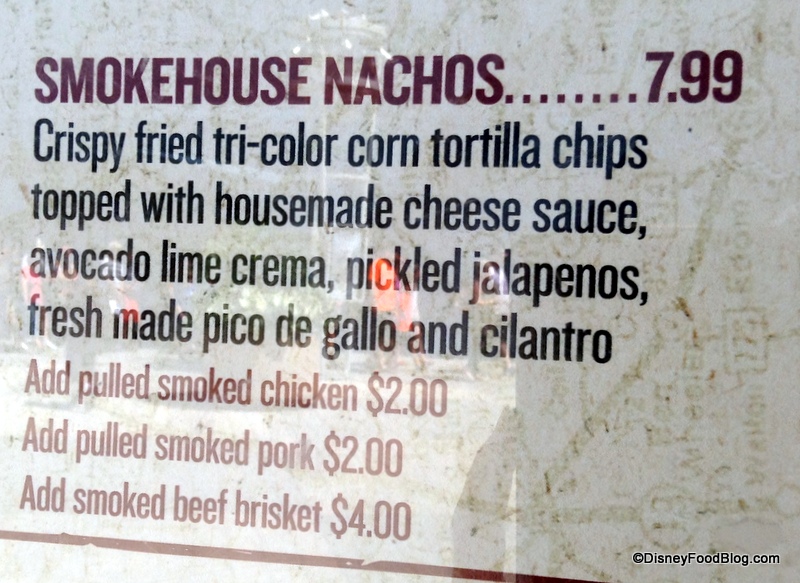 SMOKEHOUSE NACHOS........7.99
Crispy fried tri-color corn tortilla chips
topped with housemade cheese sauce,
avocado lime crema, pickled jalapenos,
fresh made pico de gallo and cilantro
Add pulled smoked chicken $2.00
Add pulled smoked pork $2.00
Add smoked beef brisket $4.00
©DisneyFoodBlog.com